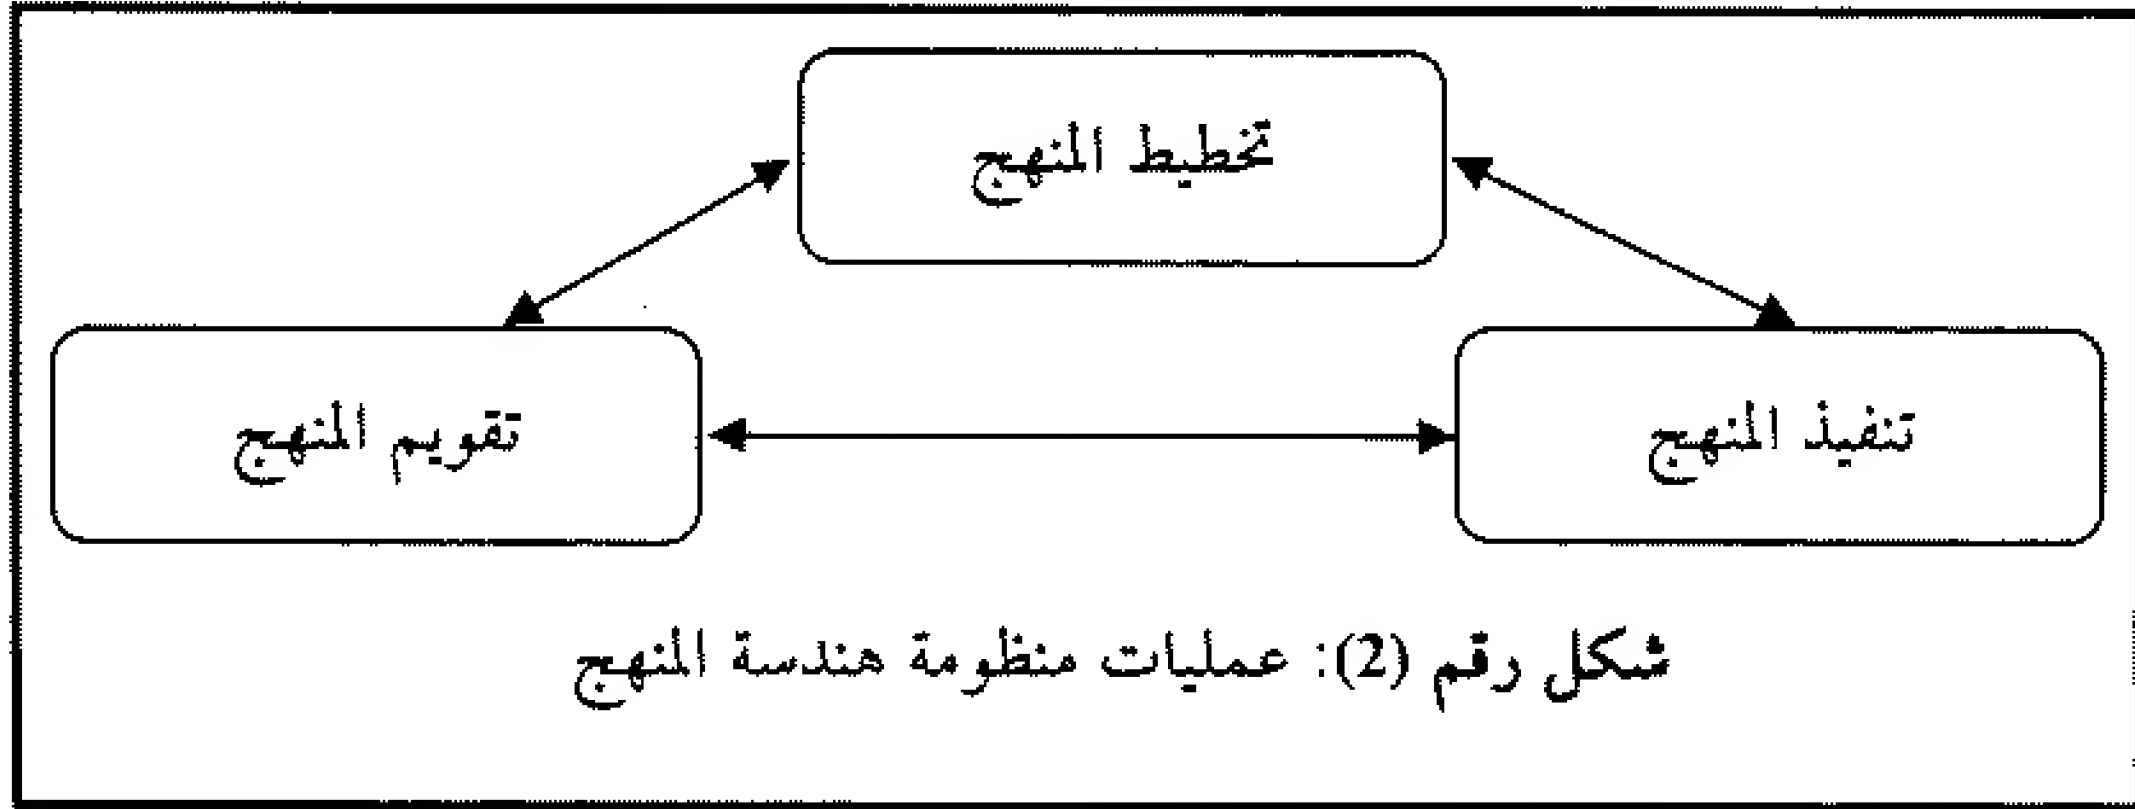 تخطيط المنهج
تنفيذ المنهج
تقويم المنهج
شكل رقم (2): عمليات منظومة هندسة المنهج